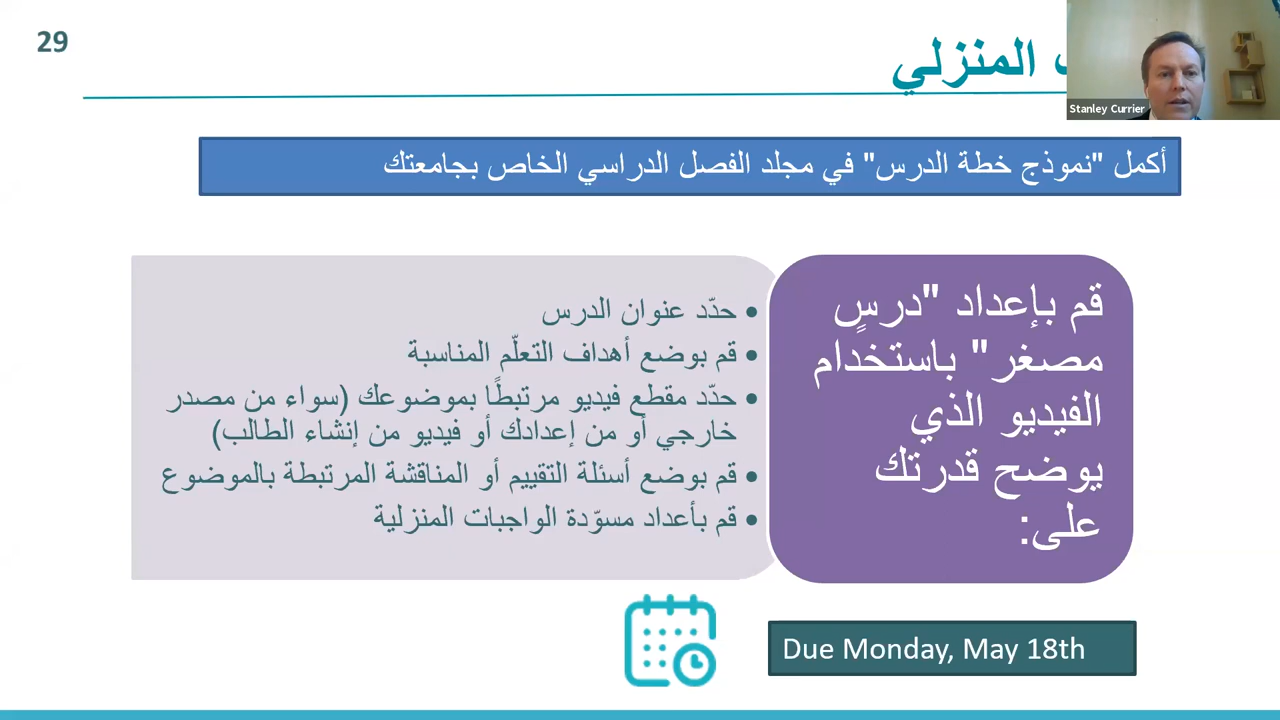 29
المنزلي
Stanley Currier
أكمل "نموذج خطة الدرس" في مجلد الفصل الدراسي الخاص بجامعتك
قم بإعداد "درسٍ
مصغر" باستخدام
الفيديو الذي
يوضح قدرتك
على:
• حدّد عنوان الدرس
• قم بوضع أهداف التعلّم المناسبة
• حدّد مقطع فيديو مرتبطًا بموضوعك (سواء من مصدر
خارجي أو من إعدادك أو فيديو من إنشاء الطالب)
• قم بوضع أسئلة التقييم أو المناقشة المرتبطة بالموضوع
• قم بأعداد مسوّدة الواجبات المنزلية
Due Monday, May 18th